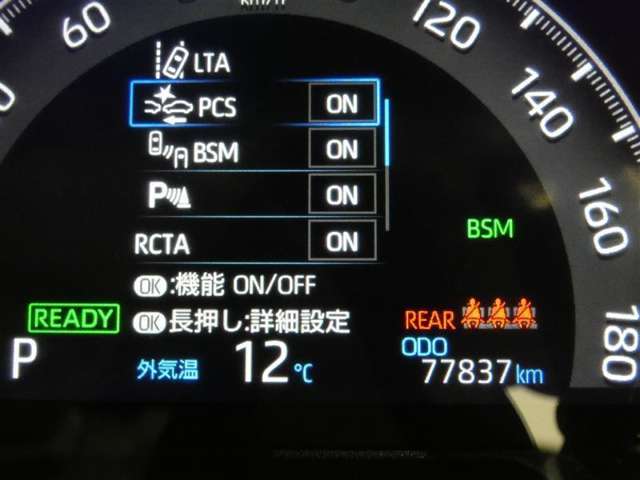 km/h
60
120
140
160
180
LTA
PCS ON
BSM ON
P ON
RCTA ON
BSM
OK:機能 ON/OFF
OK長押し:詳細設定
READY
REAR
P
外気温 12℃
ODO
77837km